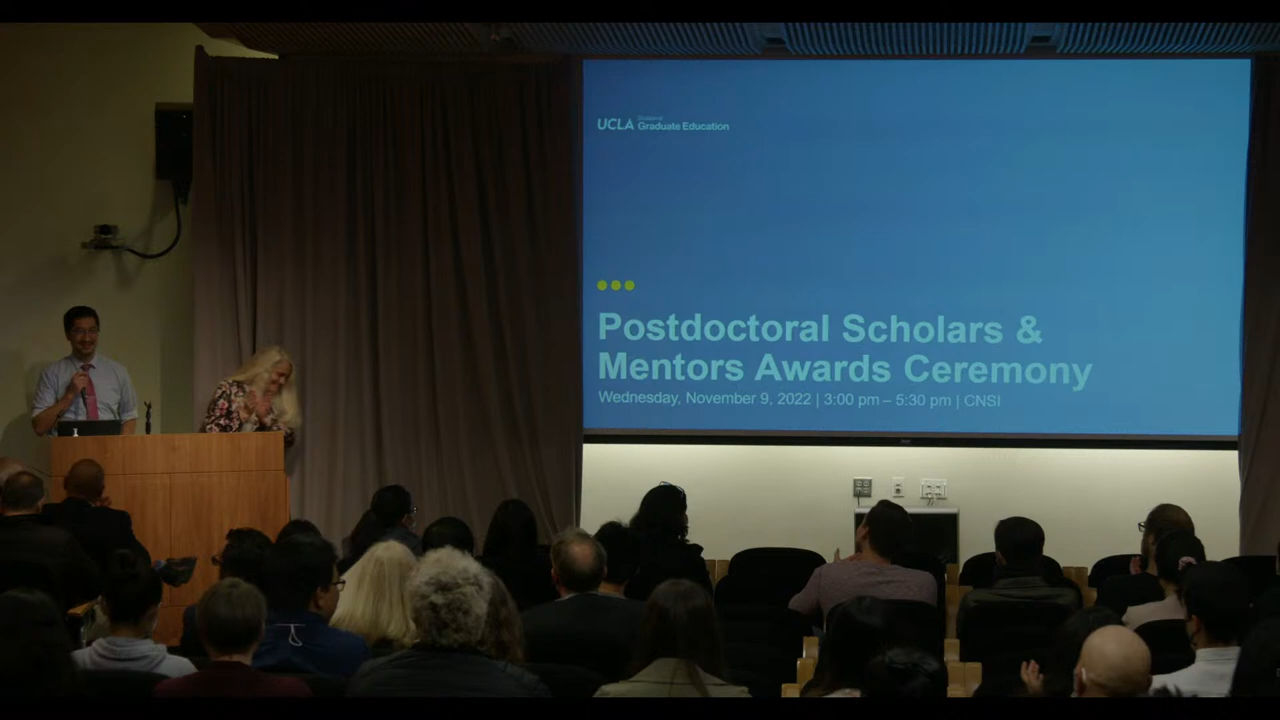 UCLA Graduate Education
Postdoctoral Scholars &
Mentors Awards Ceremony
Wednesday, November 9, 2022 | 3:00 pm – 5:30 pm | CNSI